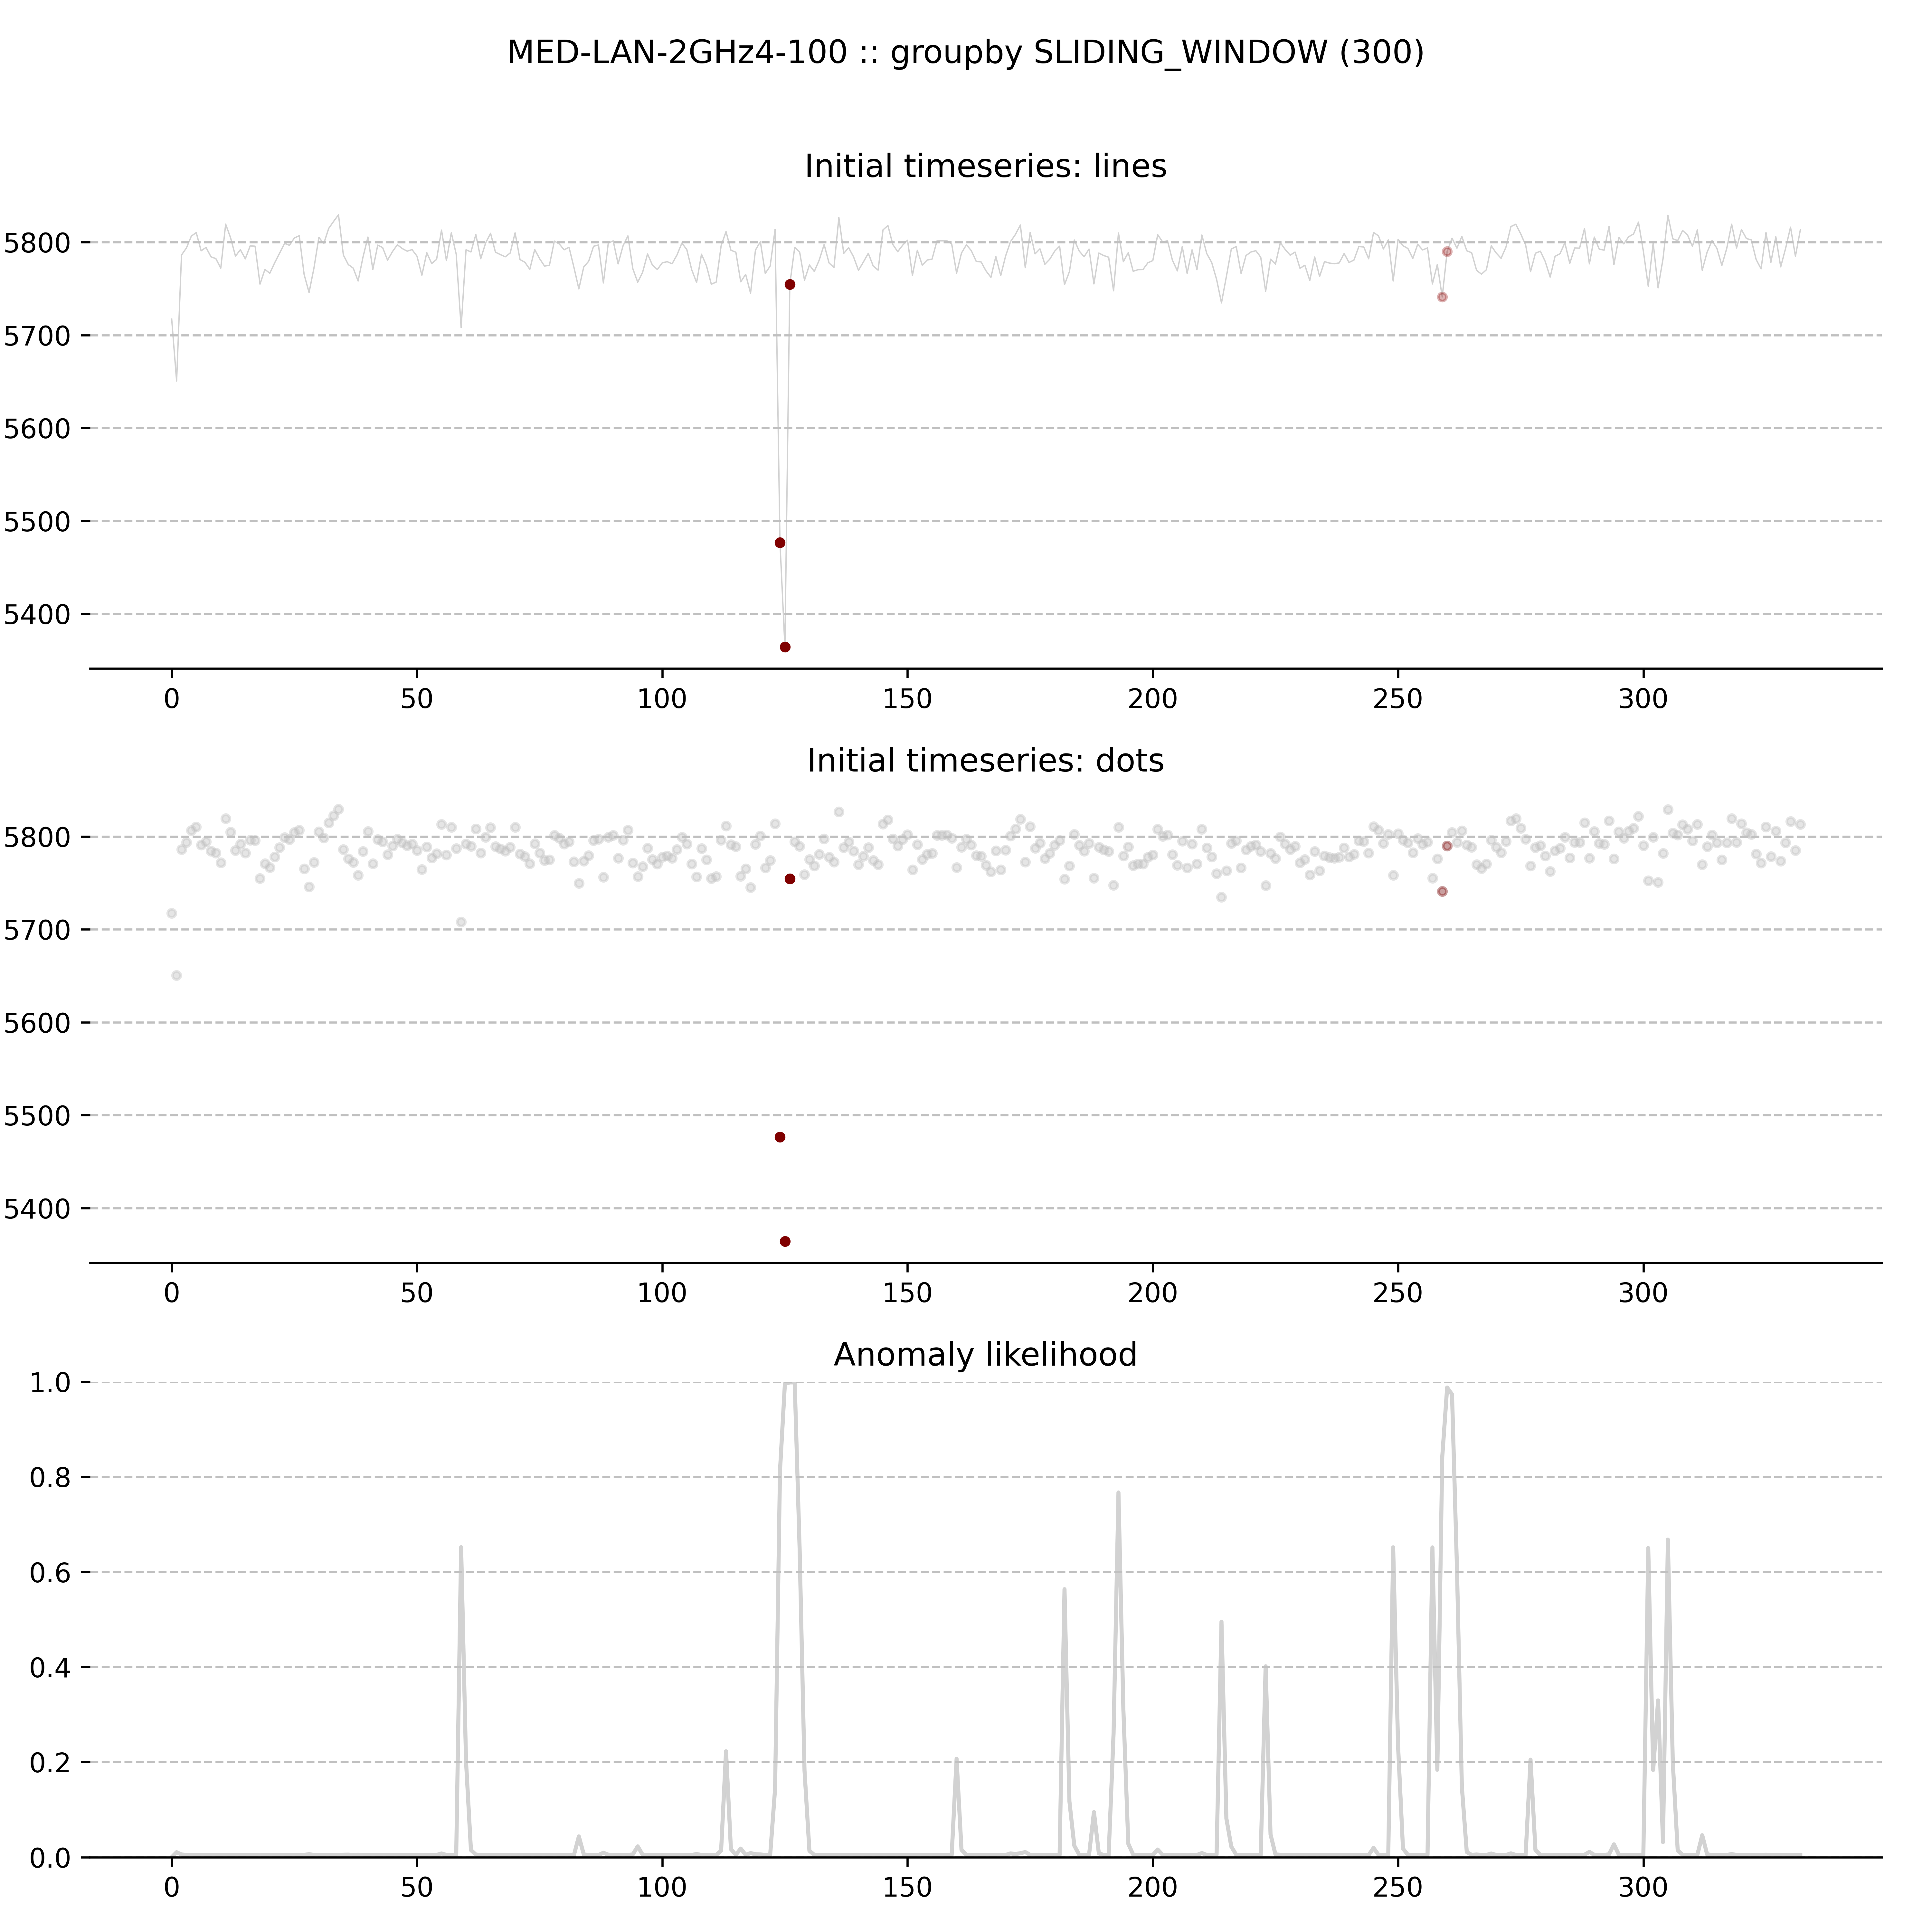 MED-LAN-2GHz4-100 :: groupby SLIDING_WINDOW (300)
Initial timeseries: lines
5800
5700
5600
5500
5400
0 50 100 150 200 250 300
Initial timeseries: dots
5800
5700
5600
5500
5400
0 50 100 150 200 250 300
Anomaly likelihood
1.0
0.8
0.6
0.4
0.2
0.0
0 50 100 150 200 250 300